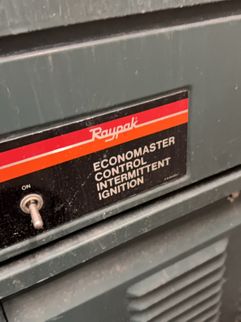 Raypak
ECONOMASTER
CONTROL
INTERMITTENT
IGNITION
ON